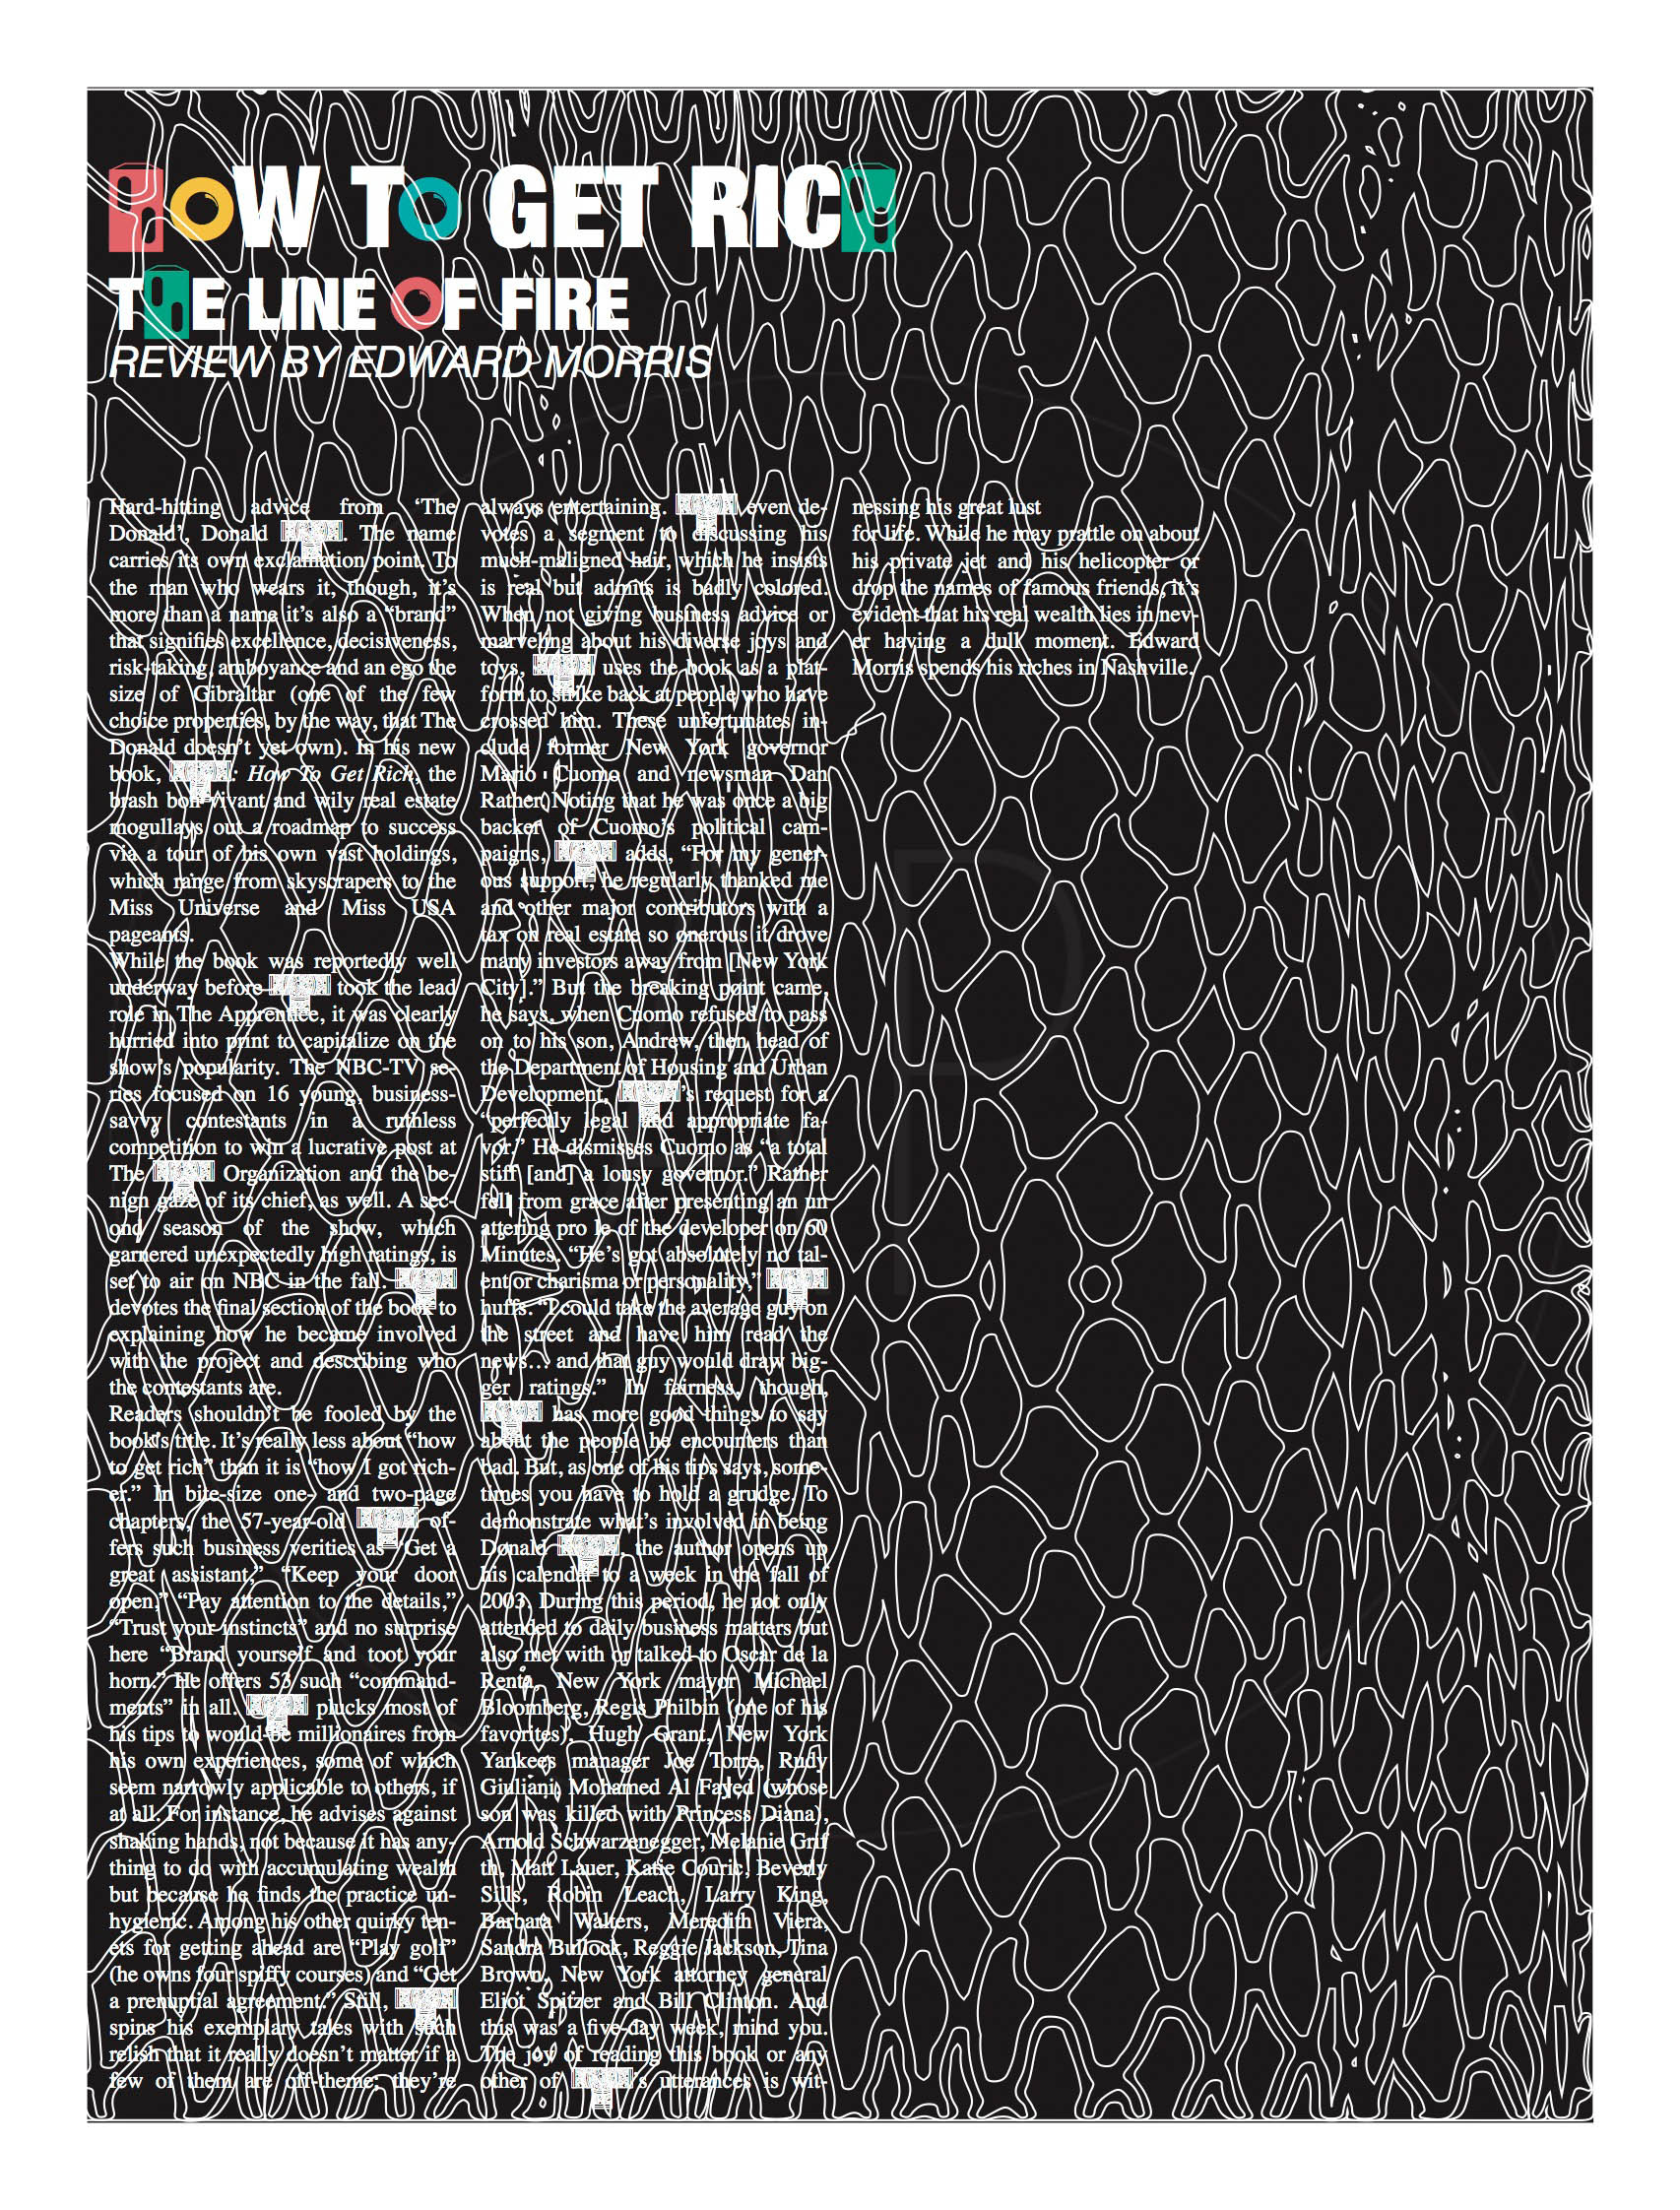 HOW TO GET RICH
THE LINE OF FIRE
REVIEW BY EDWARD MORRIS
Hard-hitting advice from ‘The
Donald’, Donald . The name
carries its own exclamation point. To
the man who wears it, though, it’s
more than a name it’s also a “brand”
that signifies excellence, decisiveness,
risk-taking, amboyance and an ego the
size of Gibraltar (one of the few
choice properties, by the way, that The
Donald doesn’t yet own). In his new
book, : How To Get Rich, the
brash bon vivant and wily real estate
mogullays out a roadmap to success
via a tour of his own vast holdings,
which range from skyscrapers to the
Miss Universe and Miss USA
pageants.
While the book was reportedly well
underway before took the lead
role in The Apprentice, it was clearly
hurried into print to capitalize on the
show’s popularity. The NBC-TV se-
ries focused on 16 young, business-
savvy contestants in a ruthless
competition to win a lucrative post at
The Organization and the be-
nign gaze of its chief, as well. A sec-
ond season of the show, which
garnered unexpectedly high ratings, is
set to air on NBC in the fall.
devotes the final section of the book to
explaining how he became involved
with the project and describing who
the contestants are.
Readers shouldn’t be fooled by the
book’s title. It’s really less about “how
to get rich” than it is “how I got rich-
er.” In bite-size one- and two-page
chapters, the 57-year-old of-
fers such business verities as “Get a
great assistant,” “Keep your door
open,” “Pay attention to the details,”
“Trust your instincts” and no surprise
here “Brand yourself and toot your
horn.” He offers 53 such “command-
ments” in all. plucks most of
his tips to would-be millionaires from
his own experiences, some of which
seem narrowly applicable to others, if
at all. For instance, he advises against
shaking hands, not because it has any-
thing to do with accumulating wealth
but because he finds the practice un-
hygienic. Among his other quirky ten-
ets for getting ahead are “Play golf”
(he owns four spiffy courses) and “Get
a prenuptial agreement.” Still,
spins his exemplary tales with such
relish that it really doesn’t matter if a
few of them are off-theme; they’re
always entertaining. even de-
votes a segment to discussing his
much-maligned hair, which he insists
is real but admits is badly colored.
When not giving business advice or
marveling about his diverse joys and
toys, uses the book as a plat-
form to strike back at people who have
crossed him. These unfortunates in-
clude former New York governor
Mario Cuomo and newsman Dan
Rather. Noting that he was once a big
backer of Cuomo’s political cam-
paigns, adds, “For my gener-
ous support, he regularly thanked me
and other major contributors with a
tax on real estate so onerous it drove
many investors away from [New York
City].” But the breaking point came,
he says, when Cuomo refused to pass
on to his son, Andrew, then head of
the Department of Housing and Urban
Development, ’s request for a
“perfectly legal and appropriate fa-
vor.” He dismisses Cuomo as “a total
stiff [and] a lousy governor.” Rather
fell from grace after presenting an un
attering pro le of the developer on 60
Minutes. “He’s got absolutely no tal-
ent or charisma or personality,”
huffs. “I could take the average guy on
the street and have him read the
news… and that guy would draw big-
ger ratings.” In fairness, though,
has more good things to say
about the people he encounters than
bad. But, as one of his tips says, some-
times you have to hold a grudge. To
demonstrate what’s involved in being
Donald , the author opens up
his calendar to a week in the fall of
2003. During this period, he not only
attended to daily business matters but
also met with or talked to Oscar de la
Renta, New York mayor Michael
Bloomberg, Regis Philbin (one of his
favorites), Hugh Grant, New York
Yankees manager Joe Torre, Rudy
Giuliani, Mohamed Al Fayed (whose
son was killed with Princess Diana),
Arnold Schwarzenegger, Melanie Grif
th, Matt Lauer, Katie Couric, Beverly
Sills, Robin Leach, Larry King,
Barbara Walters, Meredith Viera,
Sandra Bullock, Reggie Jackson, Tina
Brown, New York attorney general
Eliot Spitzer and Bill Clinton. And
this was a five-day week, mind you.
The joy of reading this book or any
other of ’s utterances is wit-
nessing his great lust
for life. While he may prattle on about
his private jet and his helicopter or
drop the names of famous friends, it’s
evident that his real wealth lies in nev-
er having a dull moment. Edward
Morris spends his riches in Nashville.